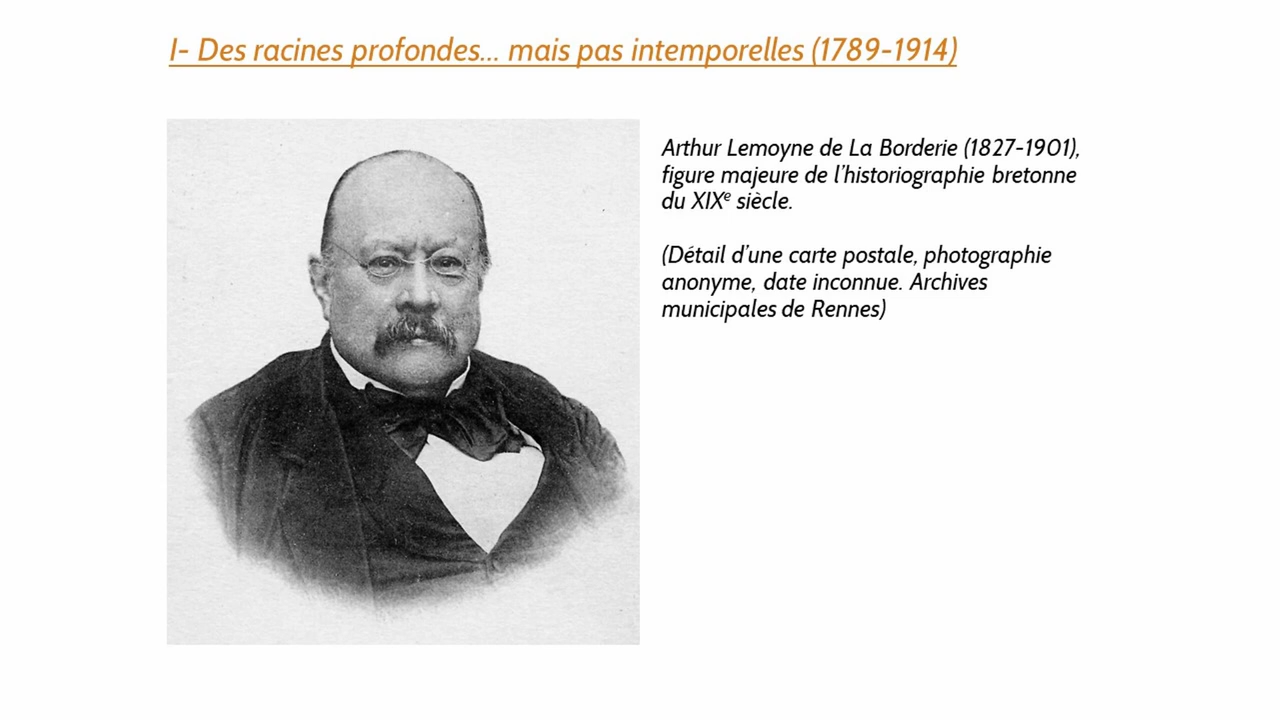 I- Des racines profondes... mais pas intemporelles (1789-1914)
Arthur Lemoyne de La Borderie (1827-1901),
figure majeure de l'historiographie bretonne
du XIXe siècle.
(Détail d'une carte postale, photographie
anonyme, date inconnue. Archives
municipales de Rennes)